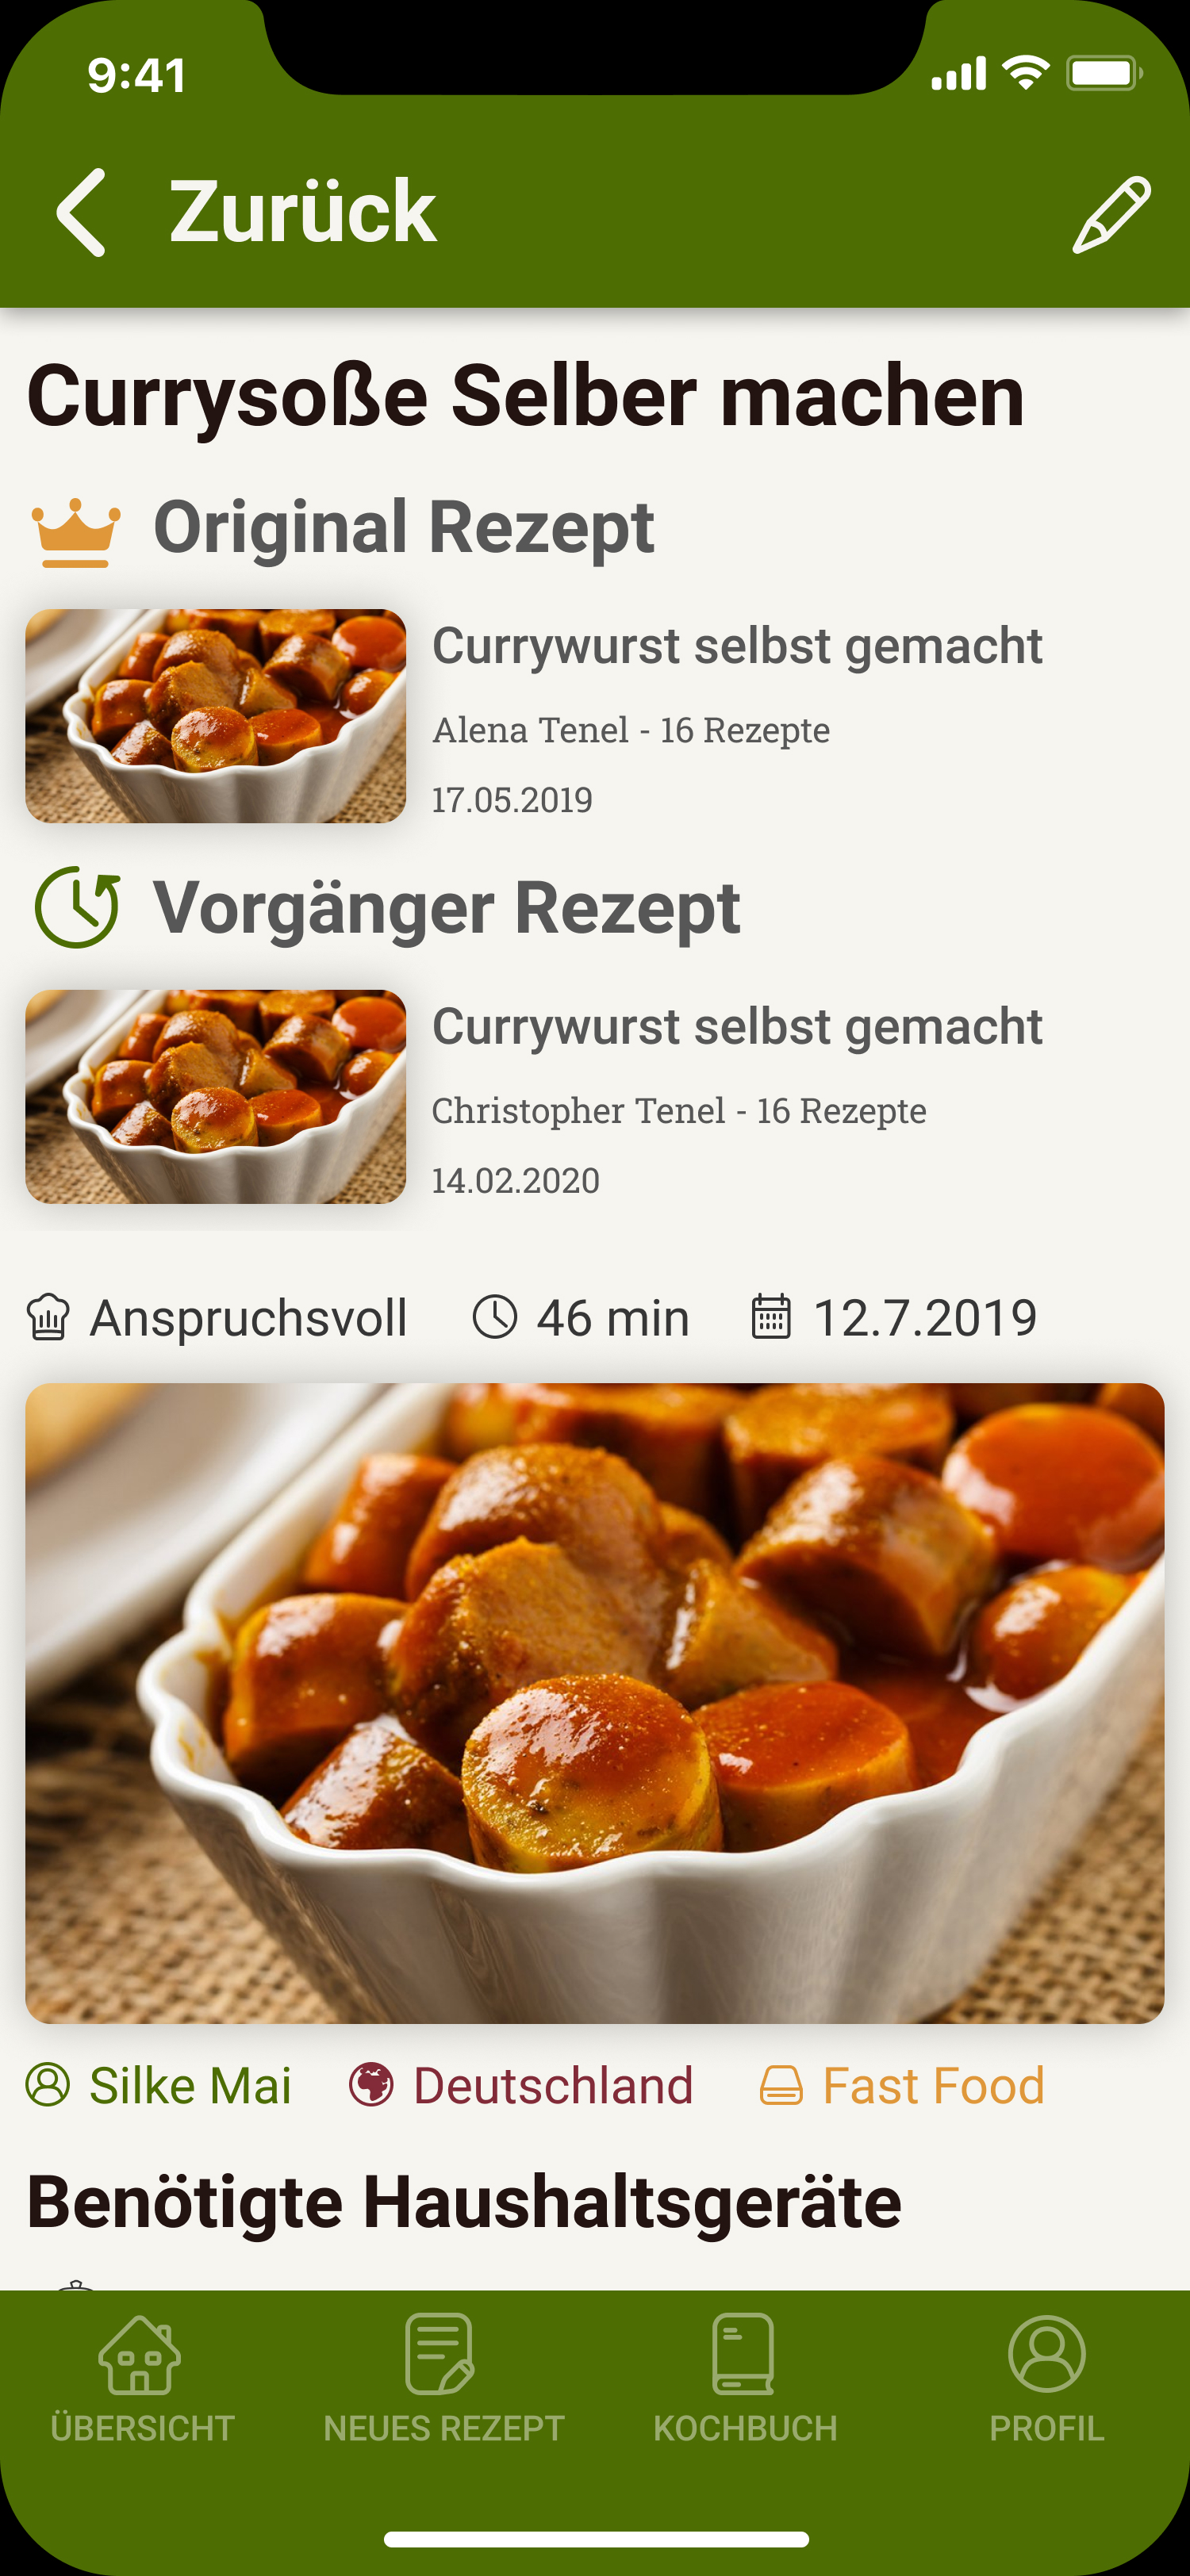 9:41
Zurück
Currysoße Selber machen
Original Rezept
Currywurst selbst gemacht
Alena Tenel - 16 Rezepte
17.05.2019
Vorgänger Rezept
Currywurst selbst gemacht
Christopher Tenel - 16 Rezepte
14.02.2020
Anspruchsvoll 46 min 12.7.2019
Silke Mai Deutschland Fast Food
Benötigte Haushaltsgeräte
ÜBERSICHT NEUES REZEPT KOCHBUCH PROFIL